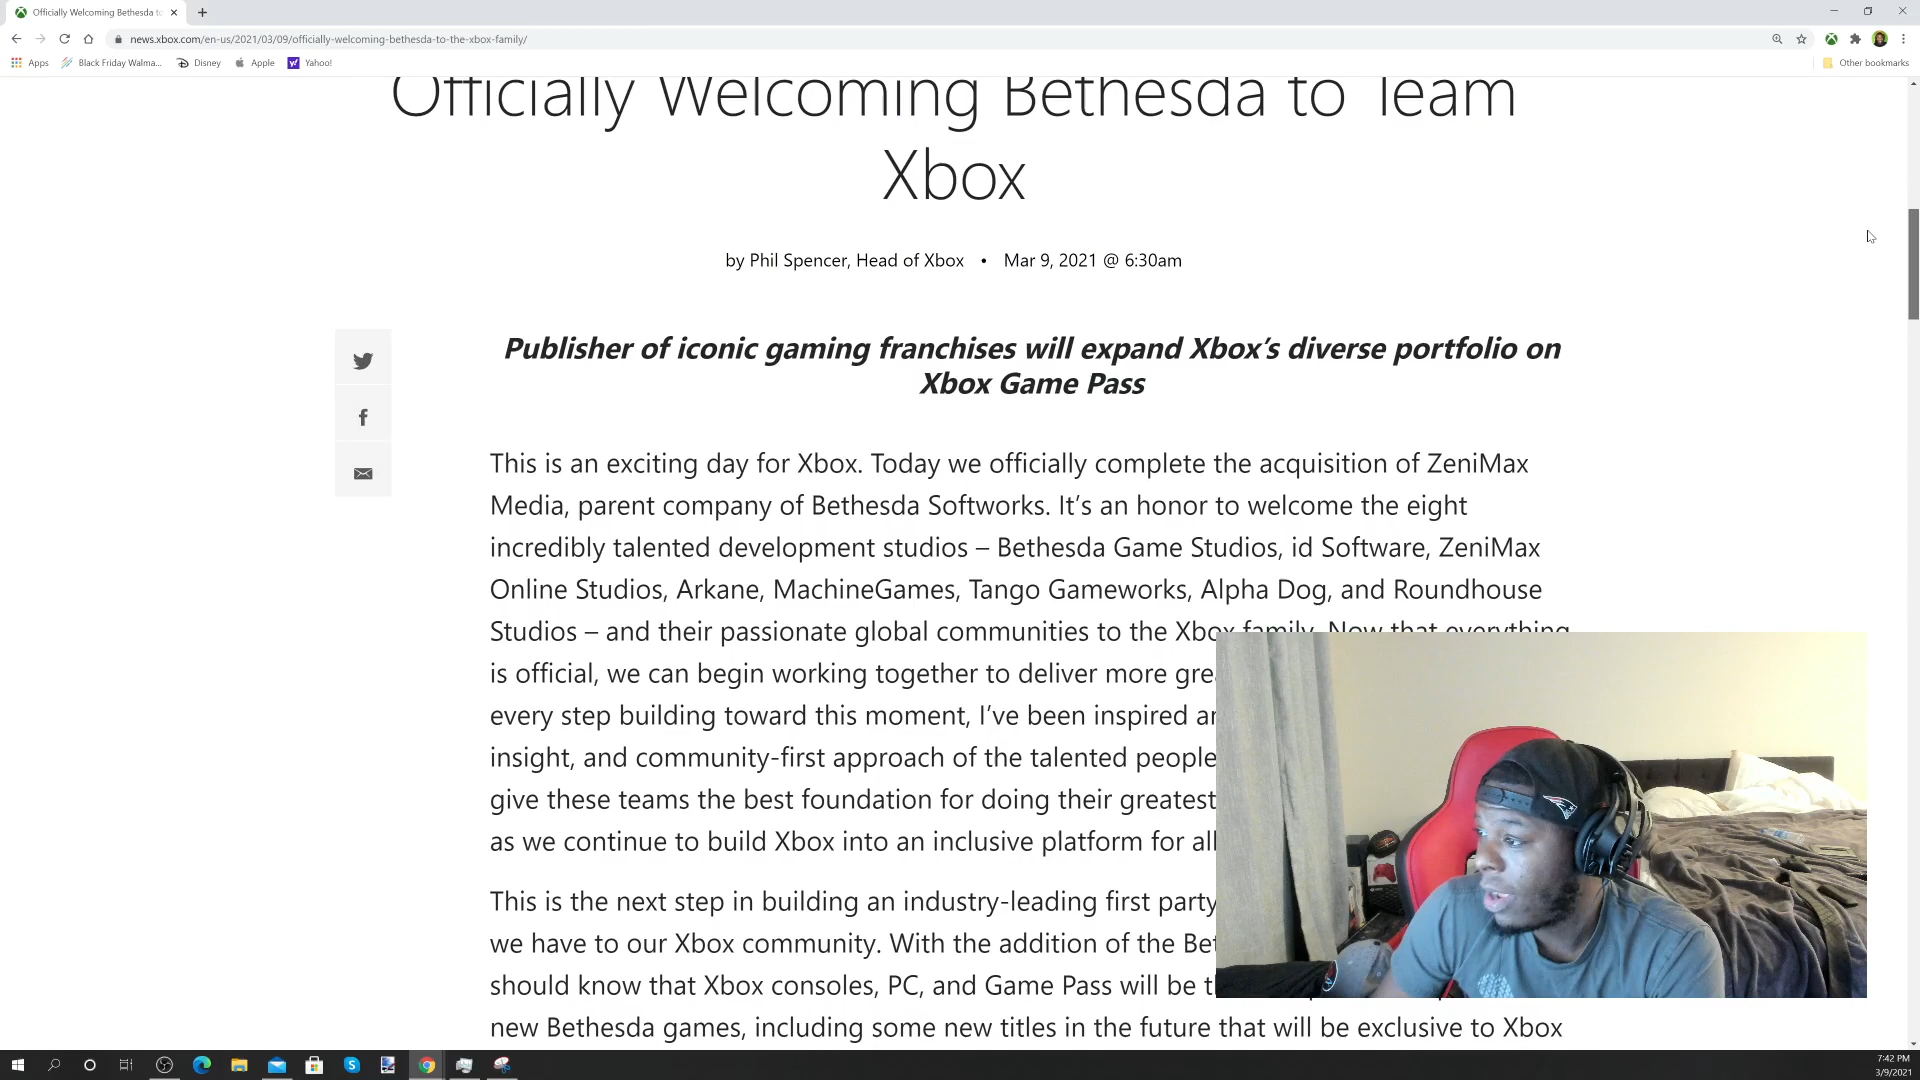 Officially Welcoming Bethesda to
news.xbox.com/en-us/2021/03/09/officially-welcoming-bethesda-to-the-xbox-family/
Apps
Black Friday Walma...
Disney
Apple
Yahoo!
Other bookmarks
Officially Welcoming Bethesda to Team
Xbox
by Phil Spencer, Head of Xbox • Mar 9, 2021 @ 6:30am
Publisher of iconic gaming franchises will expand Xbox’s diverse portfolio on
Xbox Game Pass
This is an exciting day for Xbox. Today we officially complete the acquisition of ZeniMax
Media, parent company of Bethesda Softworks. It’s an honor to welcome the eight
incredibly talented development studios – Bethesda Game Studios, id Software, ZeniMax
Online Studios, Arkane, MachineGames, Tango Gameworks, Alpha Dog, and Roundhouse
Studios – and their passionate global communities to the Xbox family. Now that everything
is official, we can begin working together to deliver more
every step building toward this moment, I’ve been inspired
insight, and community-first approach of the talented people
give these teams the best foundation for doing their greatest
as we continue to build Xbox into an inclusive platform for all
This is the next step in building an industry-leading first party
we have to our Xbox community. With the addition of the
should know that Xbox consoles, PC, and Game Pass will be
new Bethesda games, including some new titles in the future that will be exclusive to Xbox
7:42 PM
3/9/2021